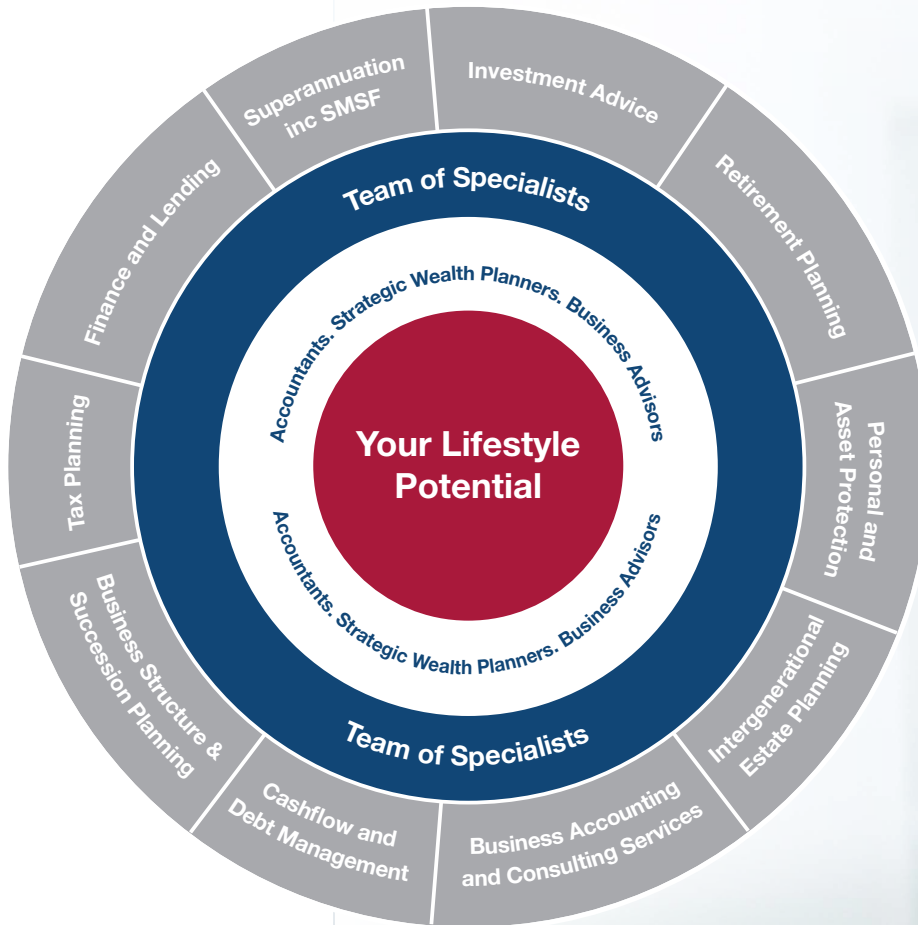 Superannuation
inc SMSF
Investment Advice
Retirement Planning
Personal and
Asset Protection
Intergenerational
Estate Planning
Business Accounting
and Consulting Services
Cashflow and
Debt Management
Business Structure &
Succession Planning
Tax Planning
Finance and Lending
Team of Specialists
Accountants. Strategic Wealth Planners. Business Advisors
Your Lifestyle
Potential
Accountants. Strategic Wealth Planners. Business Advisors
Team of Specialists